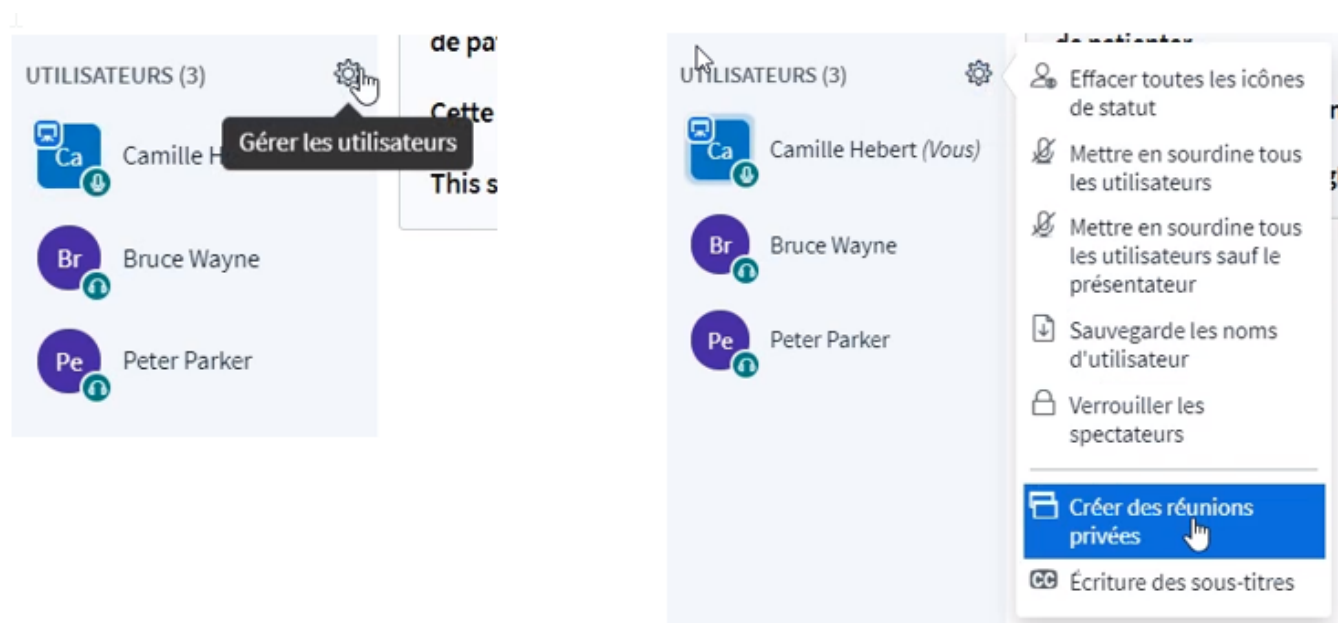 de pa
UTILISATEURS (3)
Cette
Gérer les utilisateurs
Ca
Camille H
This s
Br
Bruce Wayne
Pe
Peter Parker
UTILISATEURS (3)
Ca
Camille Hebert (Vous)
Br
Bruce Wayne
Pe
Peter Parker
de patienter
Effacer toutes les icônes
de statut
Mettre en sourdine tous
les utilisateurs
Mettre en sourdine tous
les utilisateurs sauf le
présentateur
Sauvegarde les noms
d'utilisateur
Verrouiller les
spectateurs
Créer des réunions
privées
CC
Écriture des sous-titres